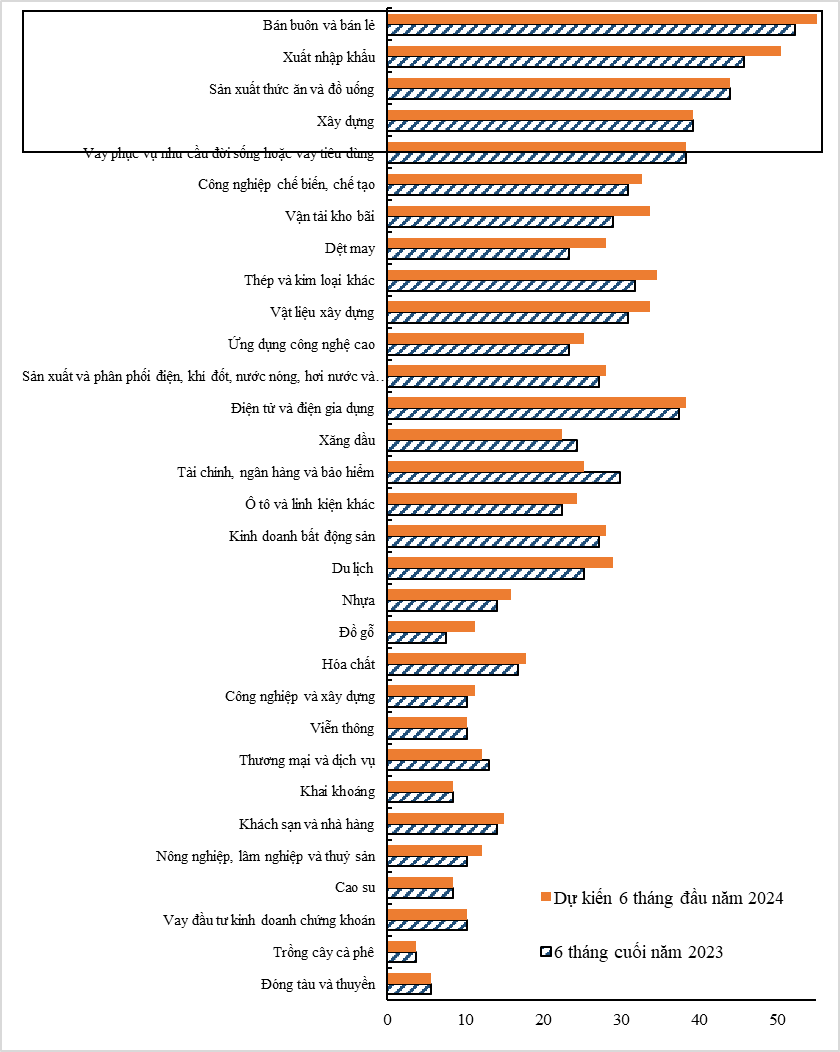 Bán buôn và bán lẻ
Xuất nhập khẩu
Sản xuất thức ăn và đồ uống
Xây dựng
Vay phục vụ nhu cầu đời sống hoặc vay tiêu dùng
Công nghiệp chế biến, chế tạo
Vận tải kho bãi
Dệt may
Thép và kim loại khác
Vật liệu xây dựng
Ứng dụng công nghệ cao
Sản xuất và phân phối điện, khí đốt, nước nóng, hơi nước và…
Điện tử và điện gia dụng
Xăng dầu
Tài chính, ngân hàng và bảo hiểm
Ô tô và linh kiện khác
Kinh doanh bất động sản
Du lịch
Nhựa
Đồ gỗ
Hóa chất
Công nghiệp và xây dựng
Viễn thông
Thương mại và dịch vụ
Khai khoáng
Khách sạn và nhà hàng
Nông nghiệp, lâm nghiệp và thuỷ sản
Cao su
Dự kiến 6 tháng đầu năm 2024
Vay đầu tư kinh doanh chứng khoán
Trồng cây cà phê
6 tháng cuối năm 2023
Đóng tàu và thuyền
0 10 20 30 40 50